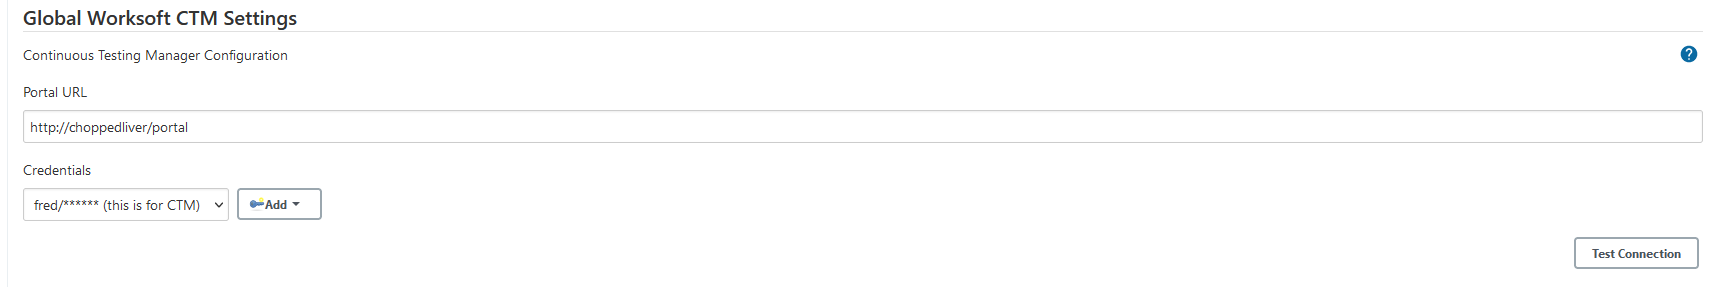 Global Worksoft CTM Settings
Continuous Testing Manager Configuration
?
Portal URL
http://choppedliver/portal
Credentials
fred/****** (this is for CTM)
Add
Test Connection